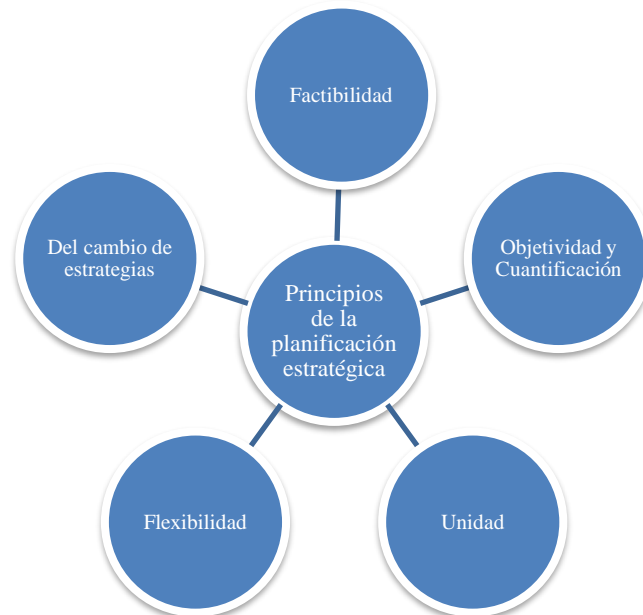 Factibilidad
Del cambio de
estrategias
Objetividad y
Cuantificación
Principios
de la
planificación
estratégica
Flexibilidad
Unidad